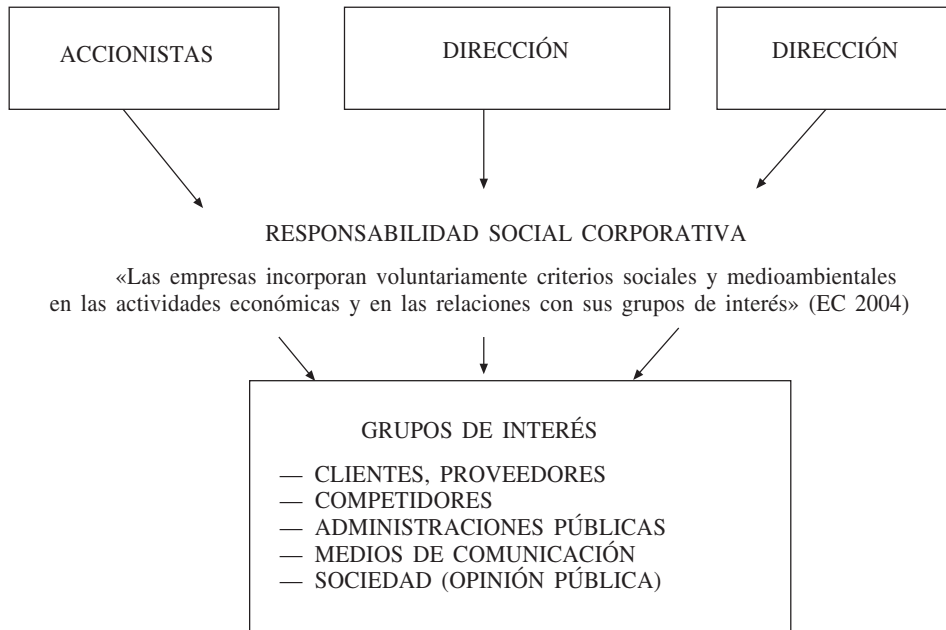 ACCIONISTAS
DIRECCIÓN
DIRECCIÓN
RESPONSABILIDAD SOCIAL CORPORATIVA
«Las empresas incorporan voluntariamente criterios sociales y medioambientales
en las actividades económicas y en las relaciones con sus grupos de interés» (EC 2004)
GRUPOS DE INTERÉS
— CLIENTES, PROVEEDORES
— COMPETIDORES
— ADMINISTRACIONES PÚBLICAS
— MEDIOS DE COMUNICACIÓN
— SOCIEDAD (OPINIÓN PÚBLICA)